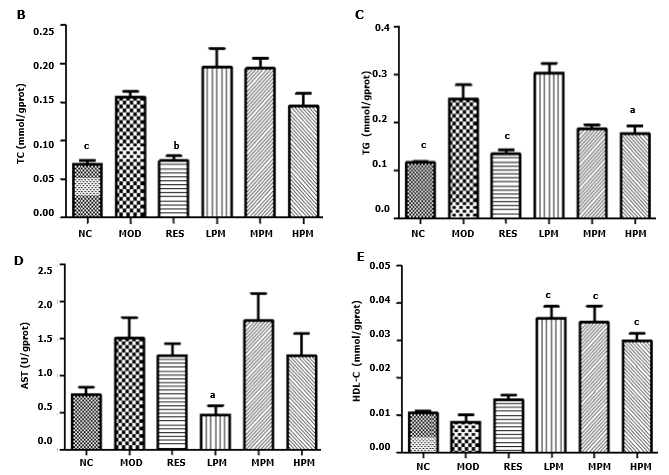 B
TC (mmol/gprot)
0.25
0.20
0.15
0.10
0.05
0.00
c
b
NC MOD RES LPM MPM HPM
C
TG (mmol/gprot)
0.4
0.3
0.2
0.1
0.0
c
c
a
NC MOD RES LPM MPM HPM
D
AST (U/gprot)
2.5
2.0
1.5
1.0
0.5
0.0
a
NC MOD RES LPM MPM HPM
E
HDL-C (mmol/gprot)
0.05
0.04
0.03
0.02
0.01
0.00
c
c
c
NC MOD RES LPM MPM HPM